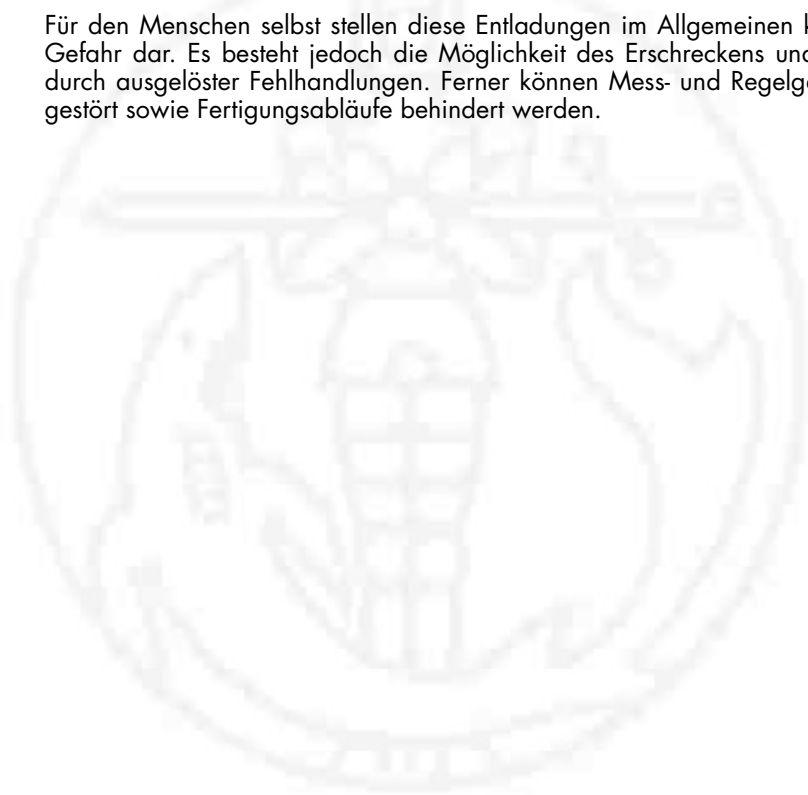 Für den Menschen selbst stellen diese Entladungen im Allgemeinen
Gefahr dar. Es besteht jedoch die Möglichkeit des Erschreckens
durch ausgelöster Fehlhandlungen. Ferner können Mess- und
gestört sowie Fertigungsabläufe behindert werden.